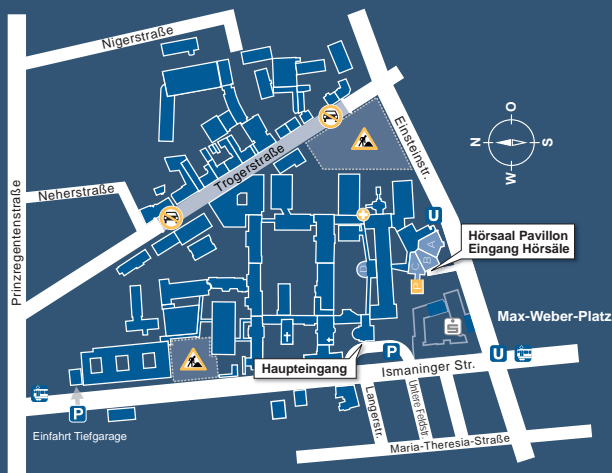 Nigerstraße
Einsteinstr.
O
N
S
W
Trogerstraße
Neherstraße
Prinzregentenstraße
U
A
B
C
D
P
Hörsaal Pavillon
Eingang Hörsäle
S
Max-Weber-Platz
P
U
Haupteingang
Ismaninger Str.
Langerstr.
Untere Feldstr.
P
Einfahrt Tiefgarage
Maria-Theresia-Straße